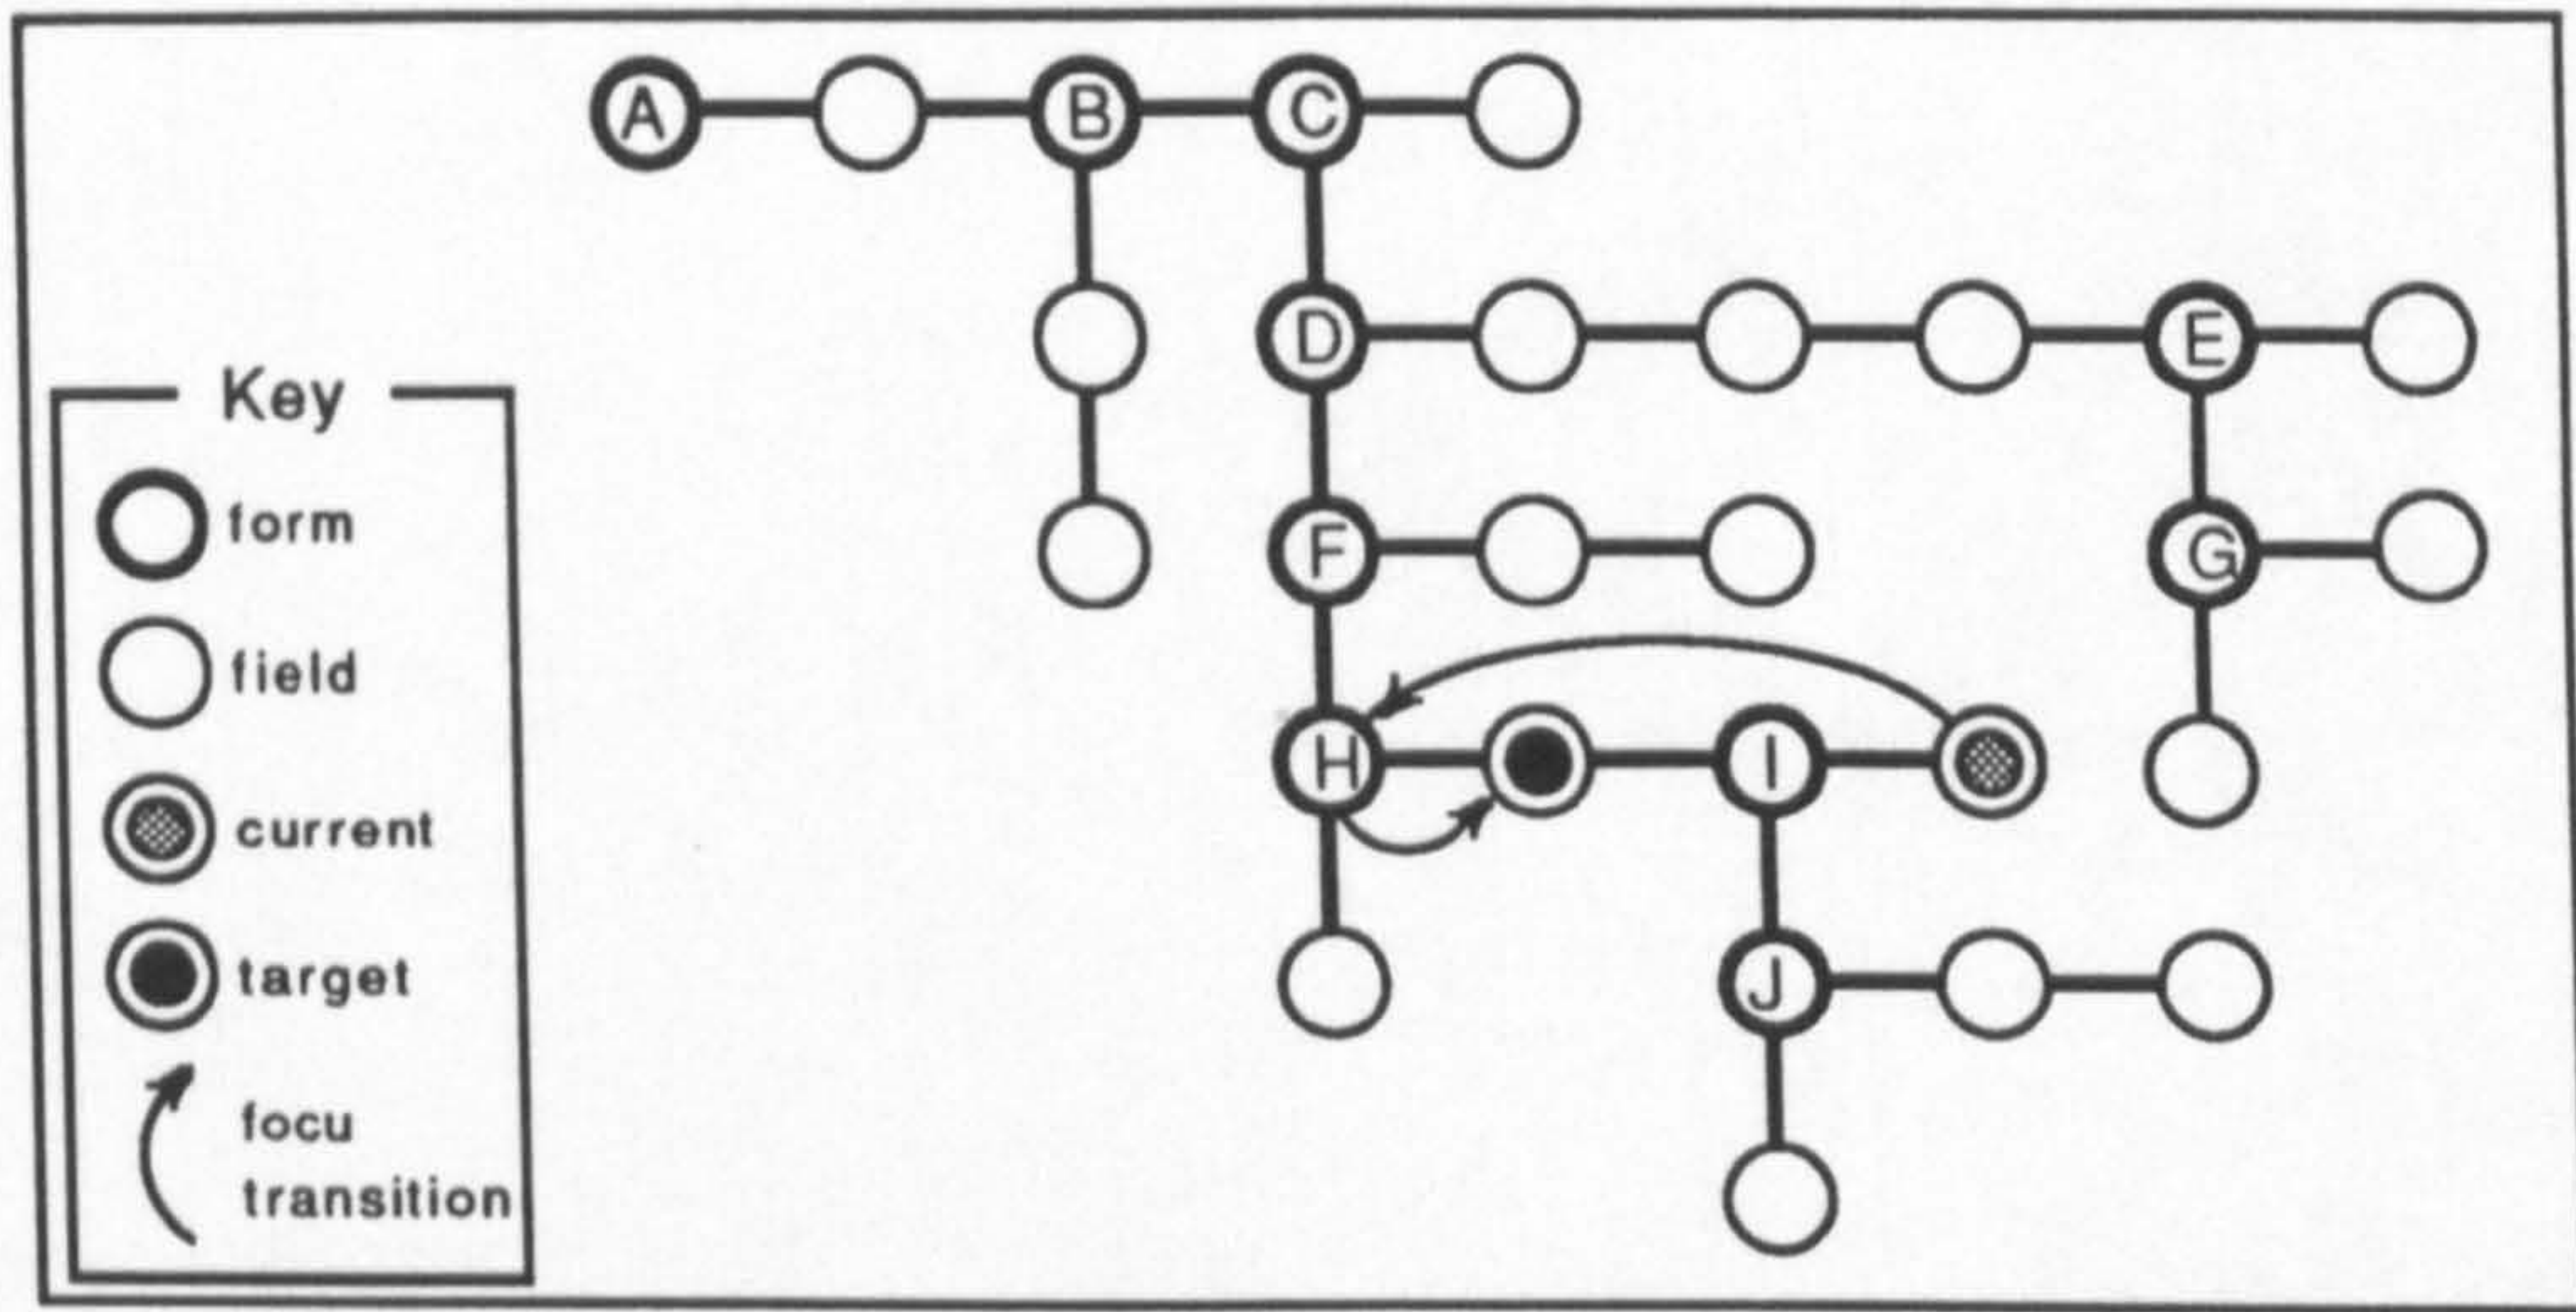 A B C
D E
Key
form
F G
field
H I
current
target
J
focu
transition